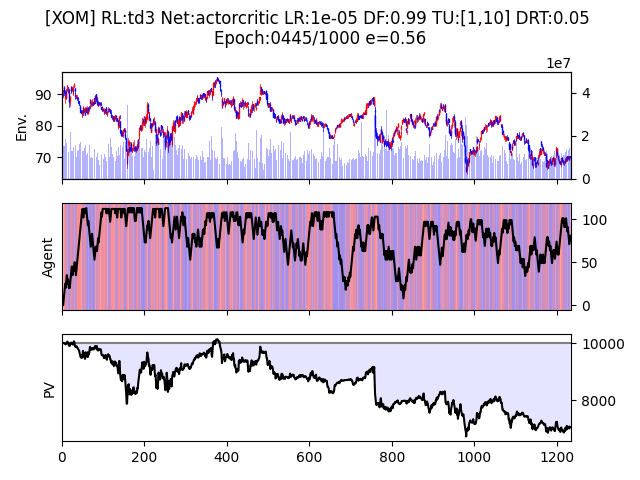 [XOM] RL:td3 Net:actorcritic LR:1e-05 DF:0.99 TU:[1,10] DRT:0.05
Epoch:0445/1000 e=0.56
1e7
Env.
90
80
70
4
2
0
Agent
100
50
0
PV
10000
8000
0 200 400 600 800 1000 1200